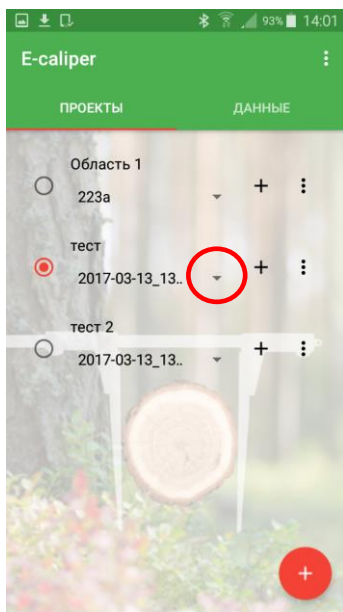 93% 14:01
E-caliper
ПРОЕКТЫ ДАННЫЕ
Область 1
223а
тест
2017-03-13_13..
тест 2
2017-03-13_13..